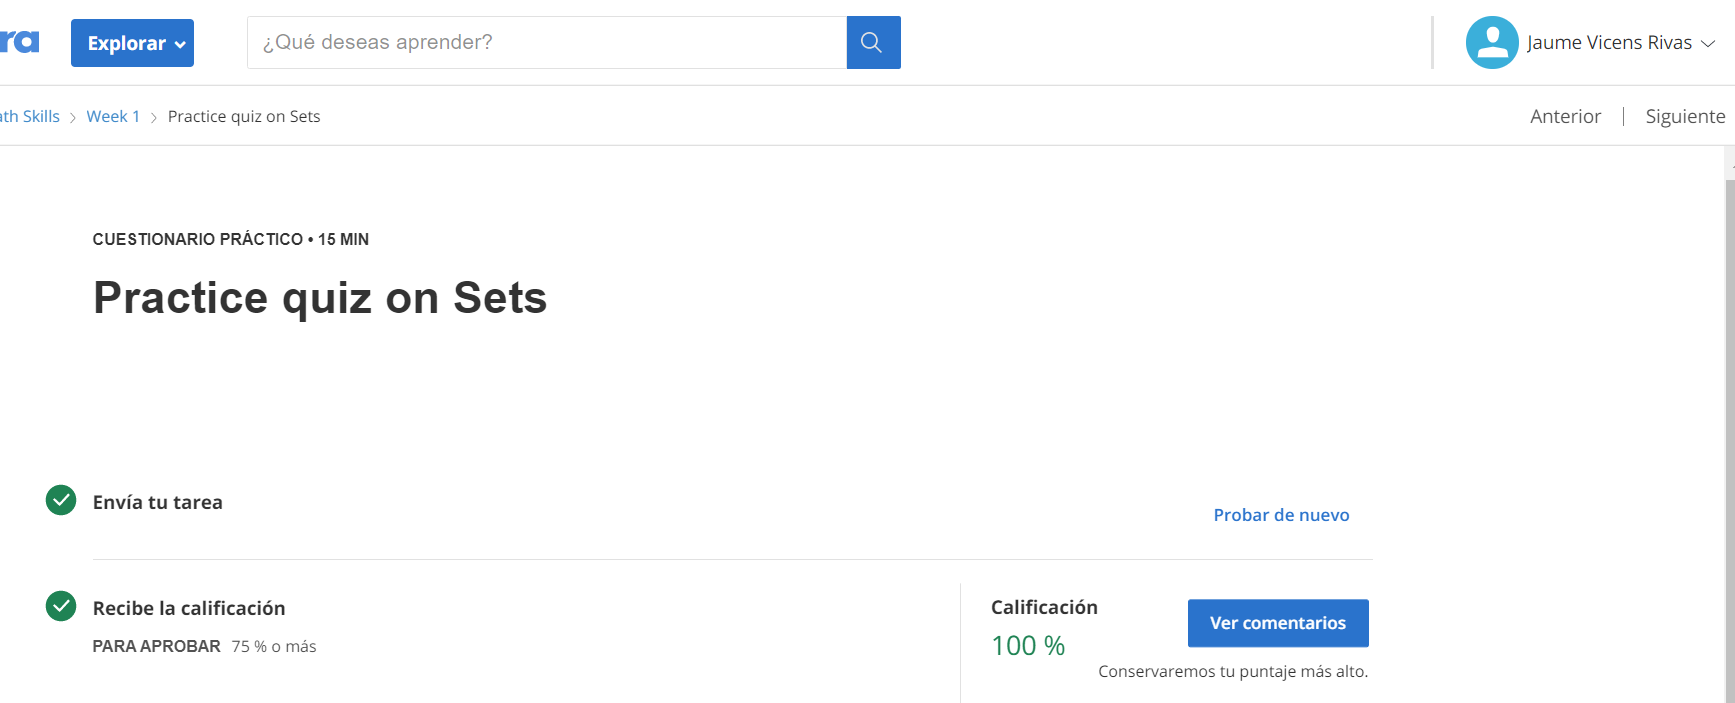 ra
Explorar
¿Qué deseas aprender?
Jaume Vicens Rivas
ath Skills
Week 1
Practice quiz on Sets
Anterior
Siguiente
CUESTIONARIO PRÁCTICO • 15 MIN
Practice quiz on Sets
Envía tu tarea
Probar de nuevo
Recibe la calificación
PARA APROBAR 75 % o más
Calificación
100 %
Ver comentarios
Conservaremos tu puntaje más alto.